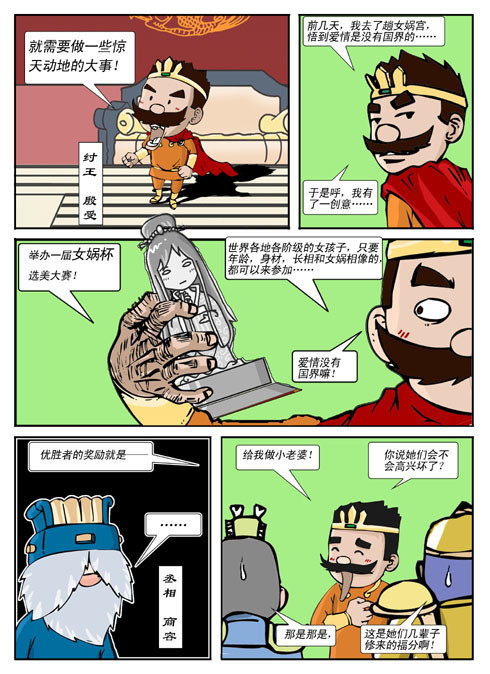 就需要做一些惊
天动地的大事！
纣王 殷受
前几天，我去了趟女娲宫，
悟到爱情是没有国界的……
于是呼，我有
了一创意……
举办一届女娲杯
选美大赛！
世界各地各阶级的女孩子，只要
年龄，身材，长相和女娲相像的，
都可以来参加……
爱情没有
国界嘛！
优胜者的奖励就是——
……
丞相 商容
给我做小老婆！
你说她们会不
会高兴坏了？
那是那是，
这是她们几辈子
修来的福分啊！